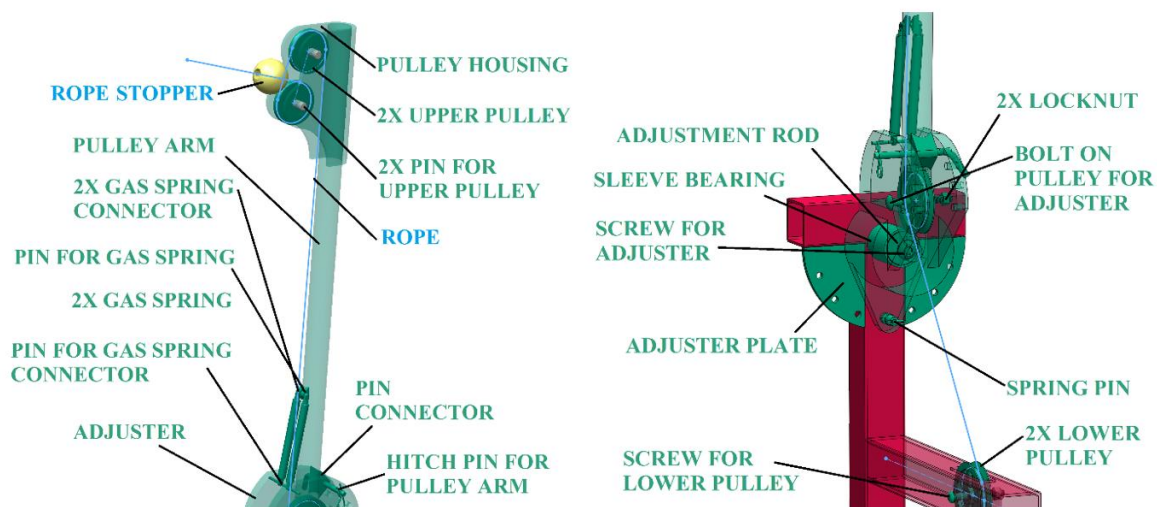 PULLEY HOUSING
ROPE STOPPER
2X UPPER PULLEY
PULLEY ARM
2X PIN FOR
UPPER PULLEY
2X GAS SPRING
CONNECTOR
ROPE
PIN FOR GAS SPRING
2X GAS SPRING
PIN FOR GAS SPRING
CONNECTOR
PIN
CONNECTOR
ADJUSTER
HITCH PIN FOR
PULLEY ARM
2X LOCKNUT
ADJUSTMENT ROD
BOLT ON
PULLEY FOR
ADJUSTER
SLEEVE BEARING
SCREW FOR
ADJUSTER
ADJUSTER PLATE
SPRING PIN
2X LOWER
PULLEY
SCREW FOR
LOWER PULLEY